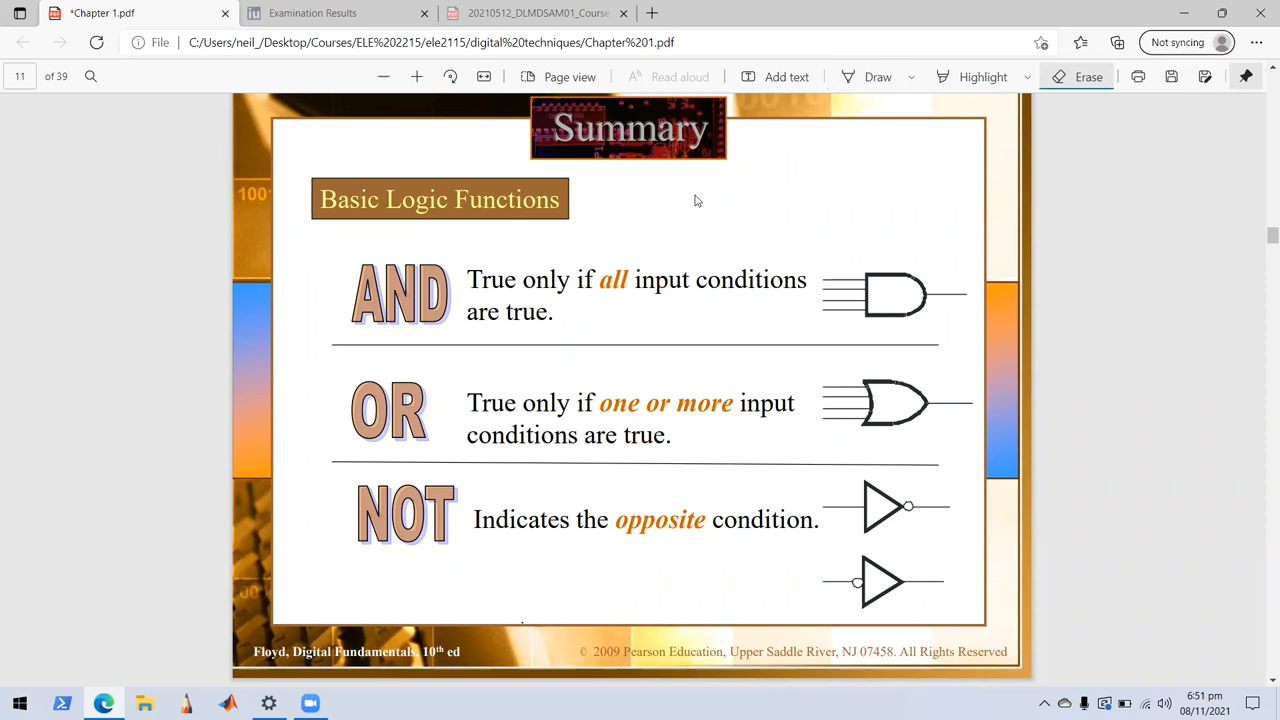 *Chapter 1.pdf
Examination Results
20210512_DLMDSAM01_Course
File
C:/Users/neil_/Desktop/Courses/ELE%202215/ele2115/digital%20techniques/Chapter%201.pdf
Not syncing
11 of 39
Page view
Read aloud
Add text
Draw
Highlight
Erase
Summary
Basic Logic Functions
AND
True only if all input conditions
are true.
OR
True only if one or more input
conditions are true.
NOT
Indicates the opposite condition.
Floyd, Digital Fundamentals, 10th ed
© 2009 Pearson Education, Upper Saddle River, NJ 07458. All Rights Reserved
6:51 pm
08/11/2021